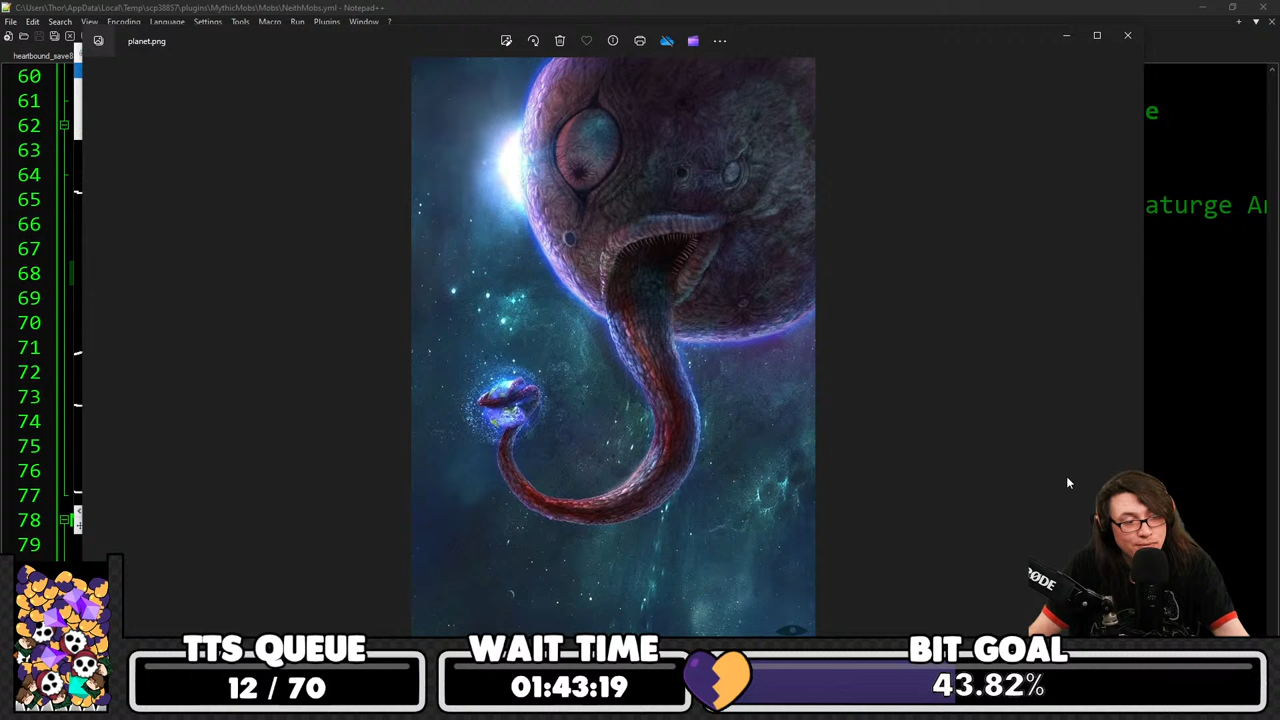 C:\Users\Thor\AppData\Local\Temp\scp38857\plugins\MythicMobs\Mobs\NeithMobs.yml - Notepad++
File Edit Search View Encoding Language Settings Tools Macro Run Plugins Window ?
planet.png
heartbound_save8
60
61
62
63
64
65
66
67
68
69
70
71
72
73
74
75
76
77
78
79
e
aturge Ar
RØDE
TTS QUEUE
12 / 70
WAIT TIME
01:43:19
BIT GOAL
43.82%